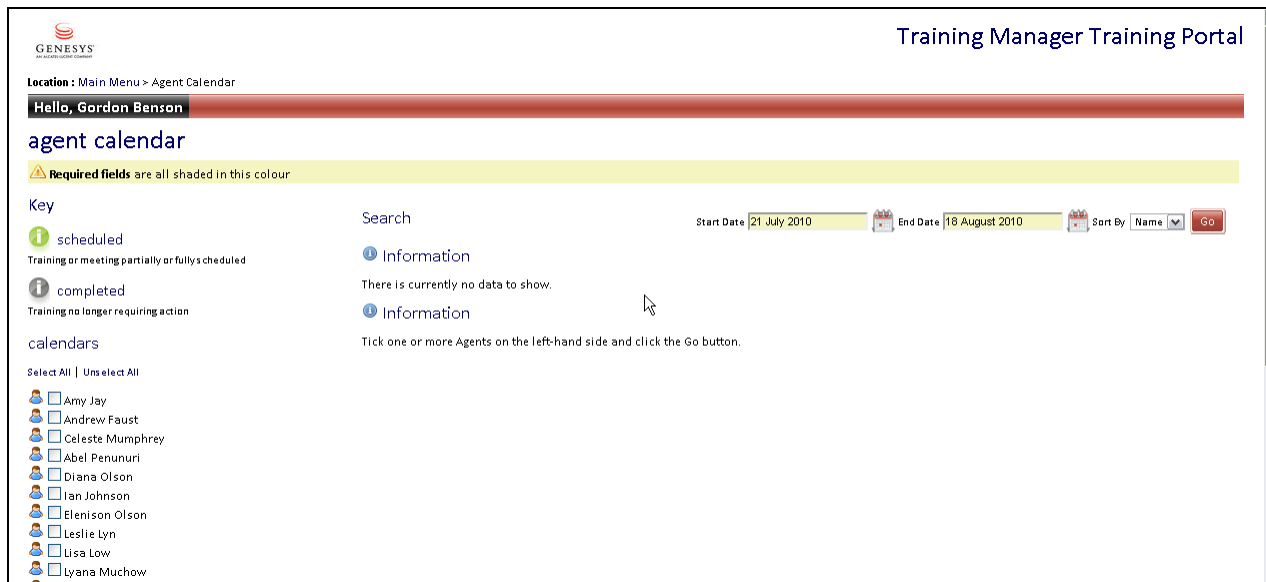 GENESYS
AN ALCATEL-LUCENT COMPANY
Training Manager Training Portal
Location : Main Menu > Agent Calendar
Hello, Gordon Benson
agent calendar
Required fields are all shaded in this colour
Key
scheduled
Training or meeting partially or fully scheduled
completed
Training no longer requiring action
calendars
Select All | Unselect All
Amy Jay
Andrew Faust
Celeste Mumphrey
Abel Penunuri
Diana Olson
Ian Johnson
Elenison Olson
Leslie Lyn
Lisa Low
Lyana Muchow
Search
Start Date 21 July 2010 End Date 18 August 2010 Sort By Name Go
Information
There is currently no data to show.
Information
Tick one or more Agents on the left-hand side and click the Go button.